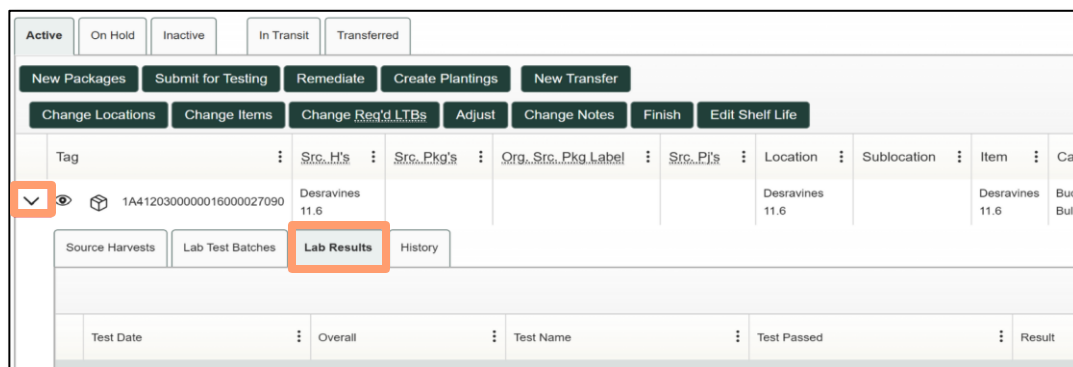 Active On Hold Inactive In Transit Transferred
New Packages Submit for Testing Remediate Create Plantings New Transfer
Change Locations Change Items Change Req'd LTBs Adjust Change Notes Finish Edit Shelf Life
Tag Src. H's Src. Pkg's Org. Src. Pkg Label Src. Pj's Location Sublocation Item Ca
1A4120300000016000027090 Desravines Desravines Desravines Buc
11.6 11.6 11.6 Bul
Source Harvests Lab Test Batches Lab Results History
Test Date Overall Test Name Test Passed Result